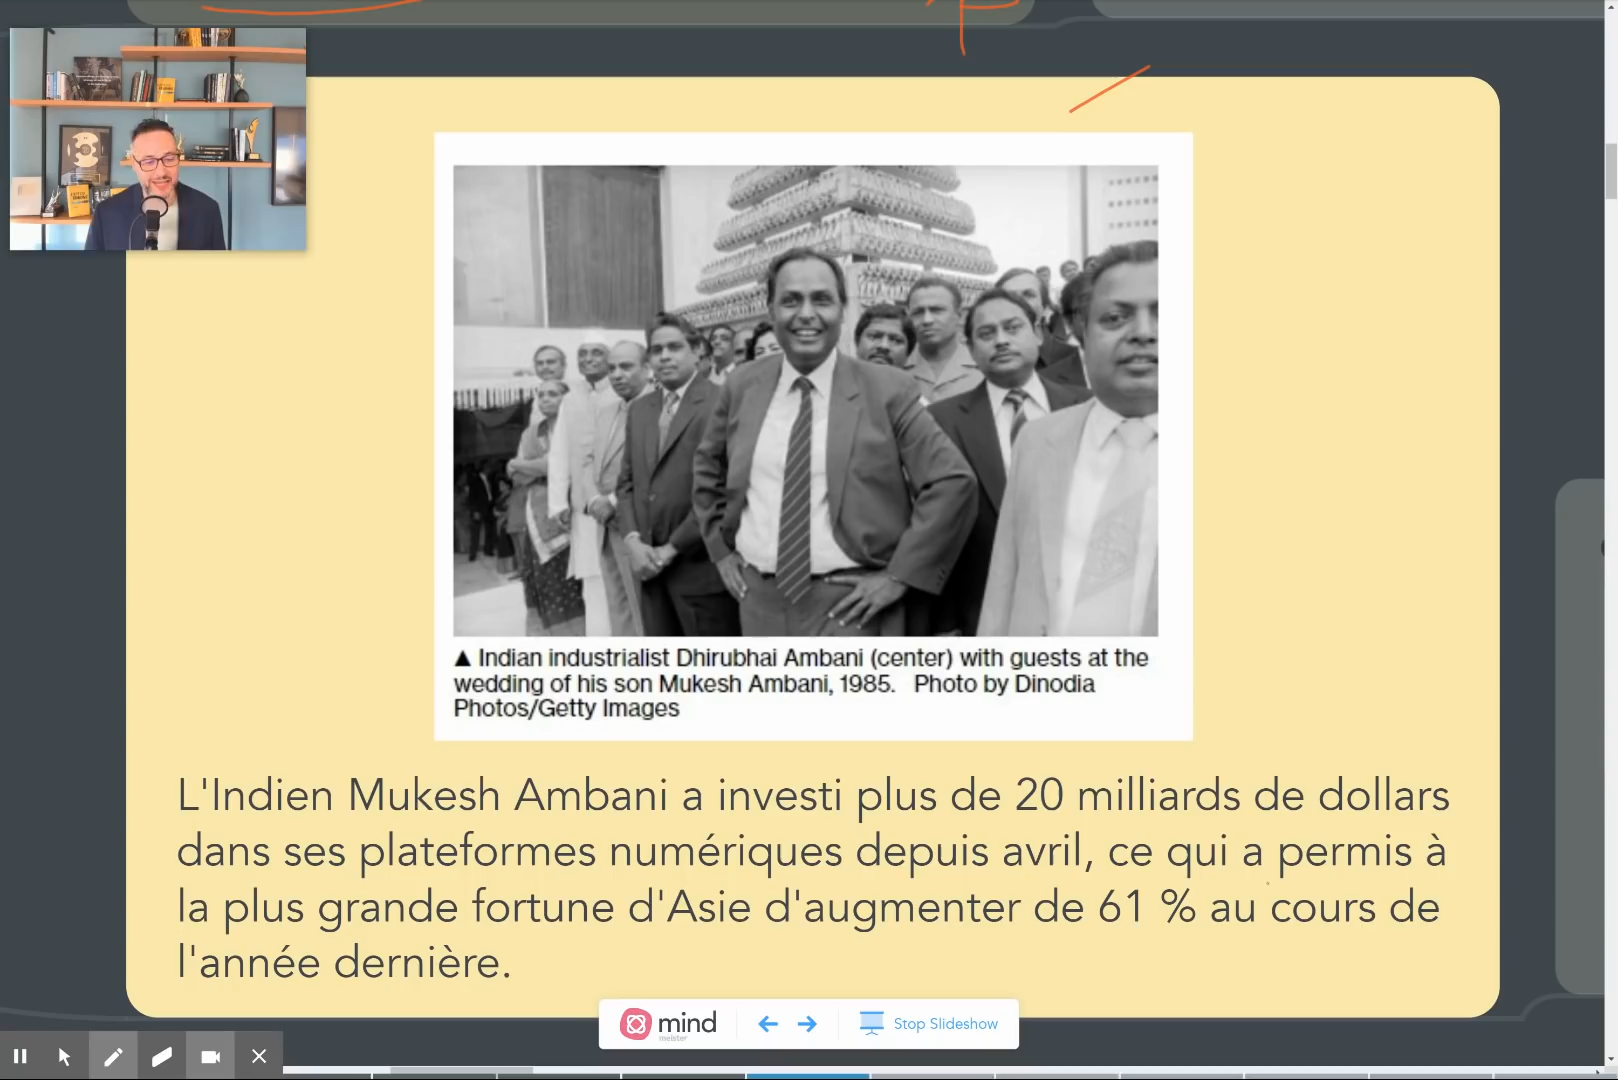 ▲ Indian industrialist Dhirubhai Ambani (center) with guests at the
wedding of his son Mukesh Ambani, 1985. Photo by Dinodia
Photos/Getty Images
L'Indien Mukesh Ambani a investi plus de 20 milliards de dollars
dans ses plateformes numériques depuis avril, ce qui a permis à
la plus grande fortune d'Asie d'augmenter de 61 % au cours de
l'année dernière.
mind
meister
Stop Slideshow